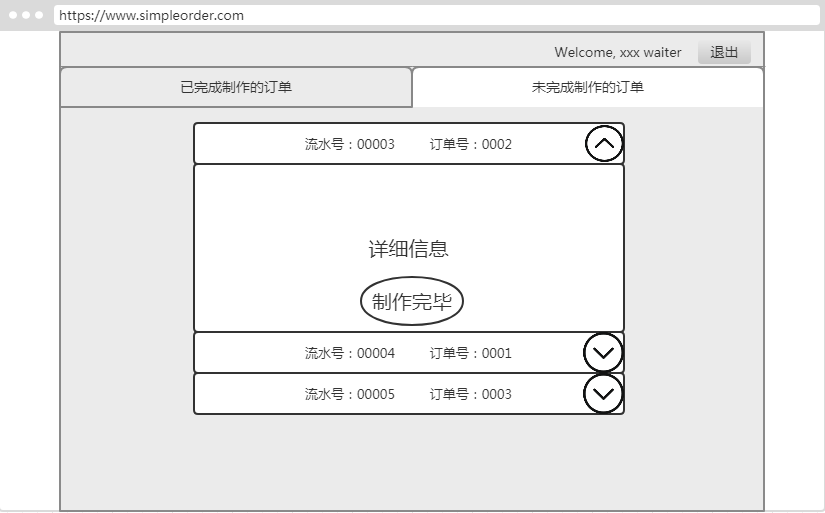 https://www.simpleorder.com
Welcome, xxx waiter 退出
已完成制作的订单 未完成制作的订单
流水号：00003 订单号：0002
详细信息
制作完毕
流水号：00004 订单号：0001
流水号：00005 订单号：0003